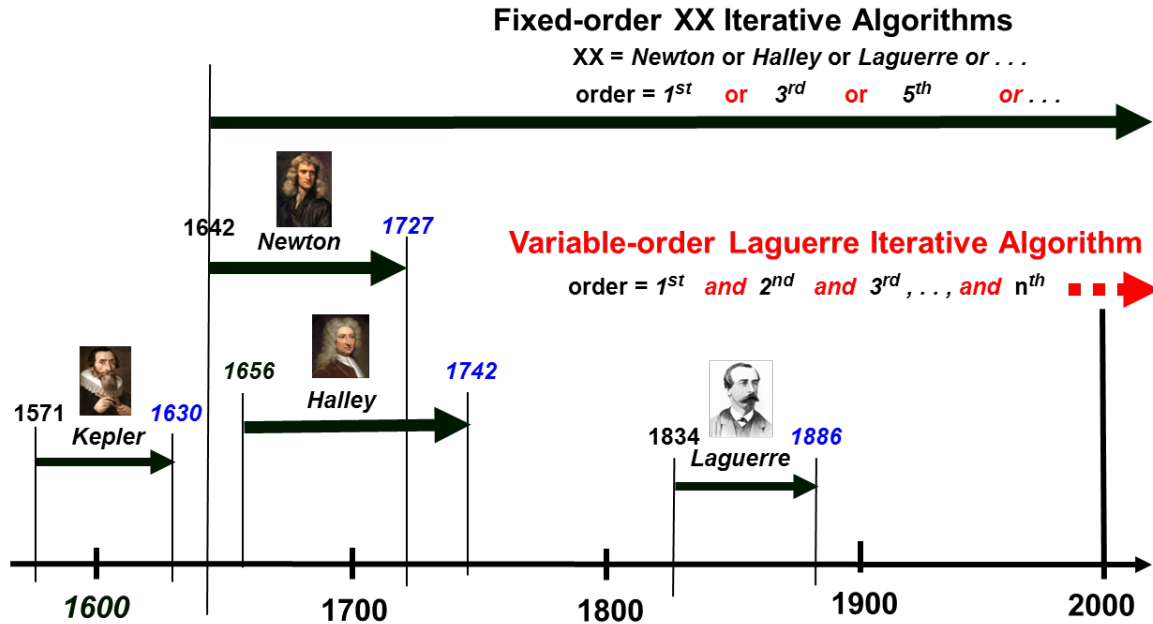 Fixed-order XX Iterative Algorithms
XX = Newton or Halley or Laguerre or . . .
order = 1st or 3rd or 5th or . . .
1642
Newton
1727
Variable-order Laguerre Iterative Algorithm
order = 1st and 2nd and 3rd , . . , and nth
1656
Halley
1742
1571
Kepler
1630
1834
Laguerre
1886
1600
1700
1800
1900
2000